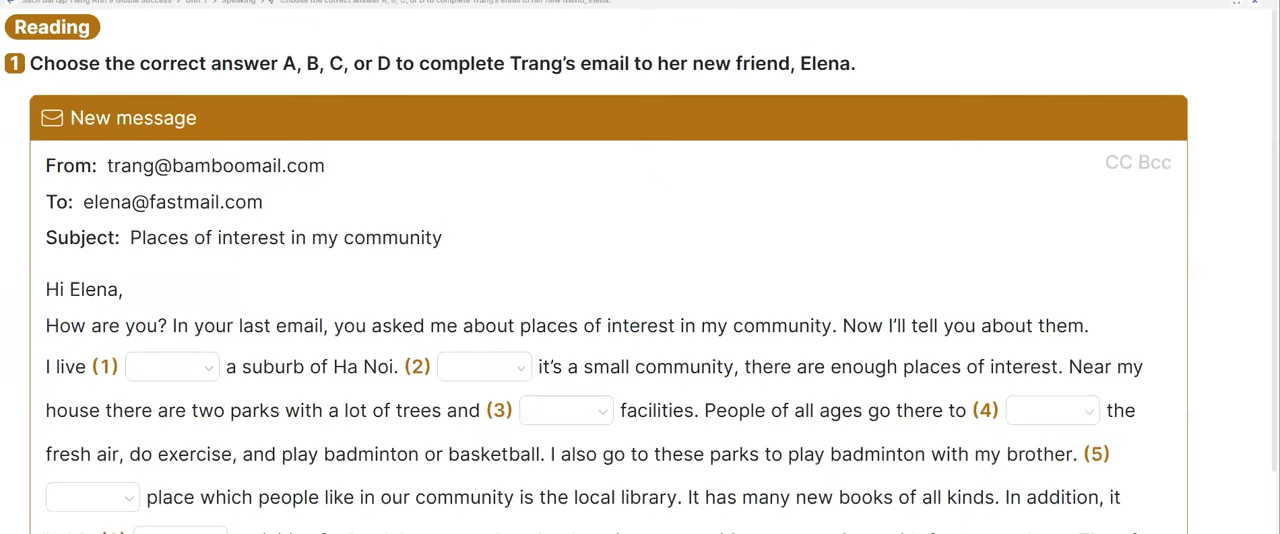 Reading
1 Choose the correct answer A, B, C, or D to complete Trang's email to her new friend, Elena.
New message
From: trang@bamboomail.com
CC Bcc
To: elena@fastmail.com
Subject: Places of interest in my community
Hi Elena,
How are you? In your last email, you asked me about places of interest in my community. Now I'll tell you about them.
I live (1) a suburb of Ha Noi. (2) it's a small community, there are enough places of interest. Near my
house there are two parks with a lot of trees and (3) facilities. People of all ages go there to (4) the
fresh air, do exercise, and play badminton or basketball. I also go to these parks to play badminton with my brother. (5)
place which people like in our community is the local library. It has many new books of all kinds. In addition, it